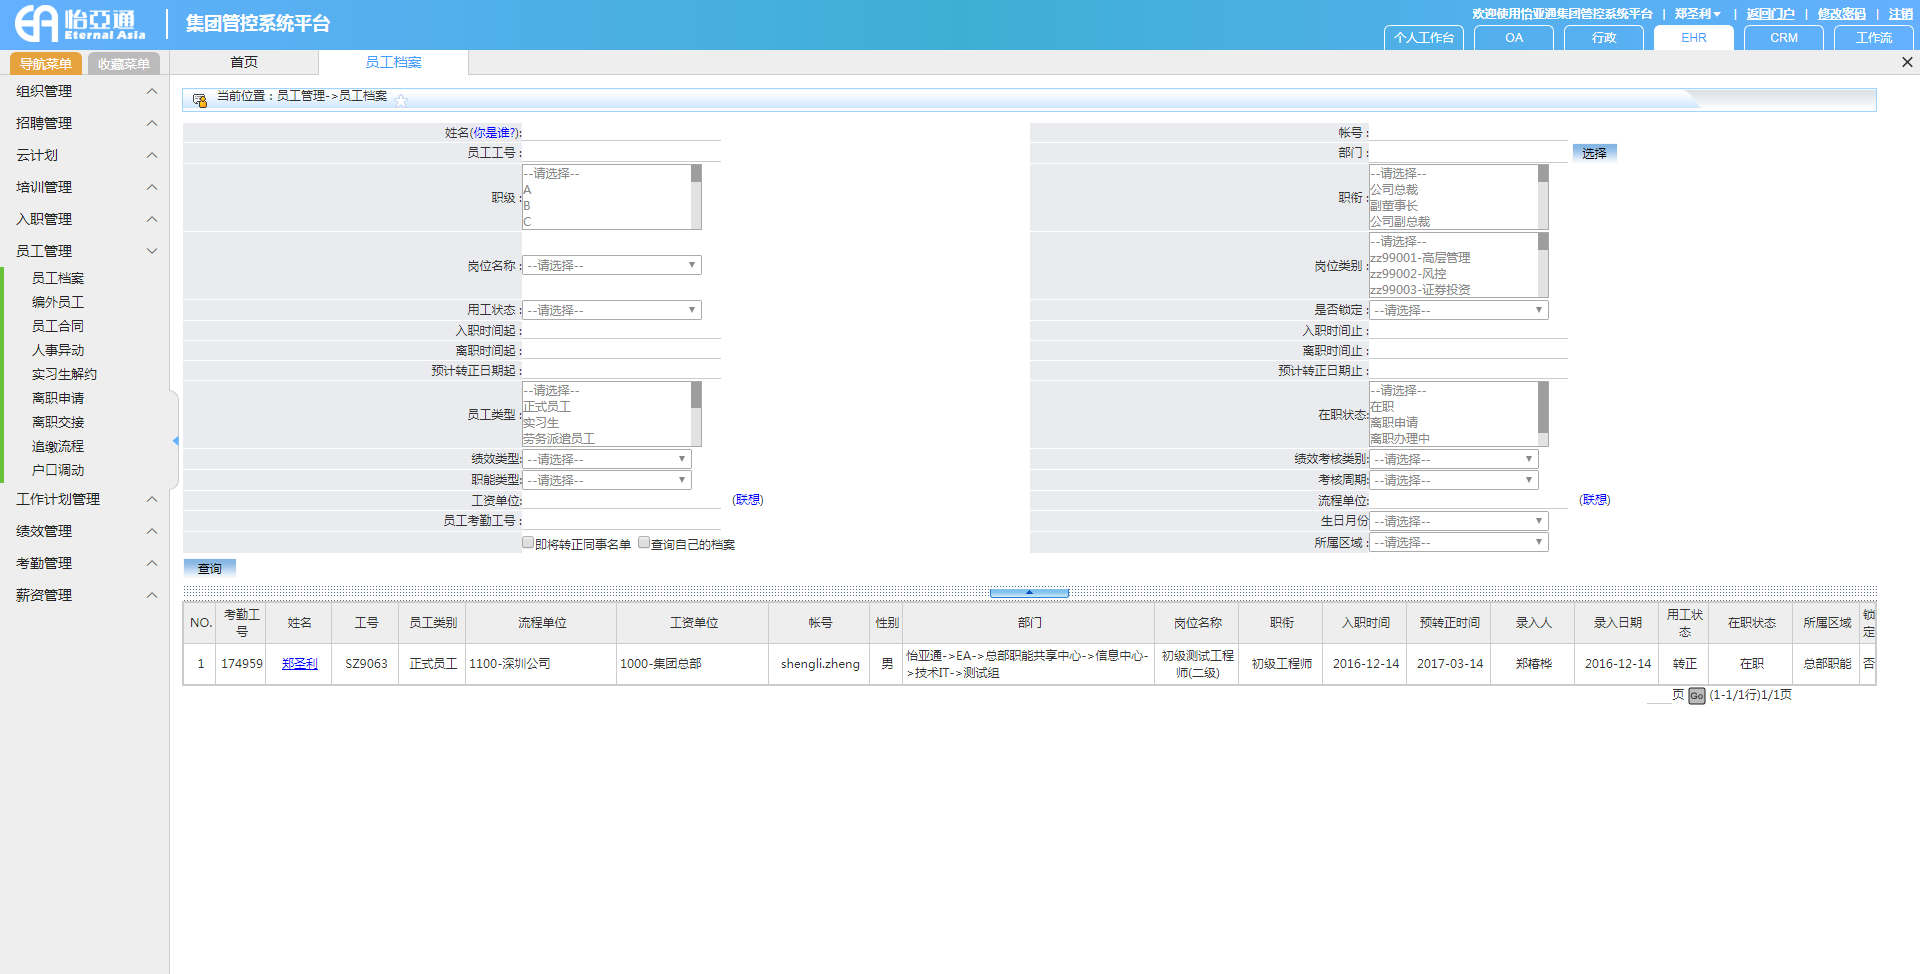 怡亞通 Eternal Asia 集团管控系统平台
欢迎使用怡亚通集团管控系统平台 | 郑圣利 | 返回门户 | 修改密码 | 注销
个人工作台 OA 行政 EHR CRM 工作流
导航菜单 收藏菜单 首页 员工档案
组织管理
招聘管理
云计划
培训管理
入职管理
员工管理
员工档案
编外员工
员工合同
人事异动
实习生解约
离职申请
离职交接
追缴流程
户口调动
工作计划管理
绩效管理
考勤管理
薪资管理
当前位置：员工管理->员工档案
姓名(你是谁?): 帐号：
员工工号： 部门： 选择
职级： --请选择-- A B C
职衔： --请选择-- 公司总裁 副董事长 公司副总裁
岗位名称： --请选择--
岗位类别： --请选择-- zz99001-高层管理 zz99002-风控 zz99003-证券投资
用工状态： --请选择-- 是否锁定： --请选择--
入职时间起： 入职时间止：
离职时间起： 离职时间止：
预计转正日期起： 预计转正日期止：
员工类型： --请选择-- 正式员工 实习生 劳务派遣员工
在职状态: --请选择-- 在职 离职申请 离职办理中
绩效类型: --请选择-- 绩效考核类别: --请选择--
职能类型: --请选择-- 考核周期: --请选择--
工资单位: (联想) 流程单位: (联想)
员工考勤工号： 生日月份 --请选择--
即将转正同事名单 查询自己的档案 所属区域： --请选择--
查询
NO. 考勤工号 姓名 工号 员工类别 流程单位 工资单位 帐号 性别 部门 岗位名称 职衔 入职时间 预转正时间 录入人 录入日期 用工状态 在职状态 所属区域 锁定
1 174959 郑圣利 SZ9063 正式员工 1100-深圳公司 1000-集团总部 shengli.zheng 男 怡亚通->EA->总部职能共享中心->信息中心->技术IT->测试组 初级测试工程师(二级) 初级工程师 2016-12-14 2017-03-14 郑椿桦 2016-12-14 转正 在职 总部职能 否
页 Go (1-1/1行)1/1页